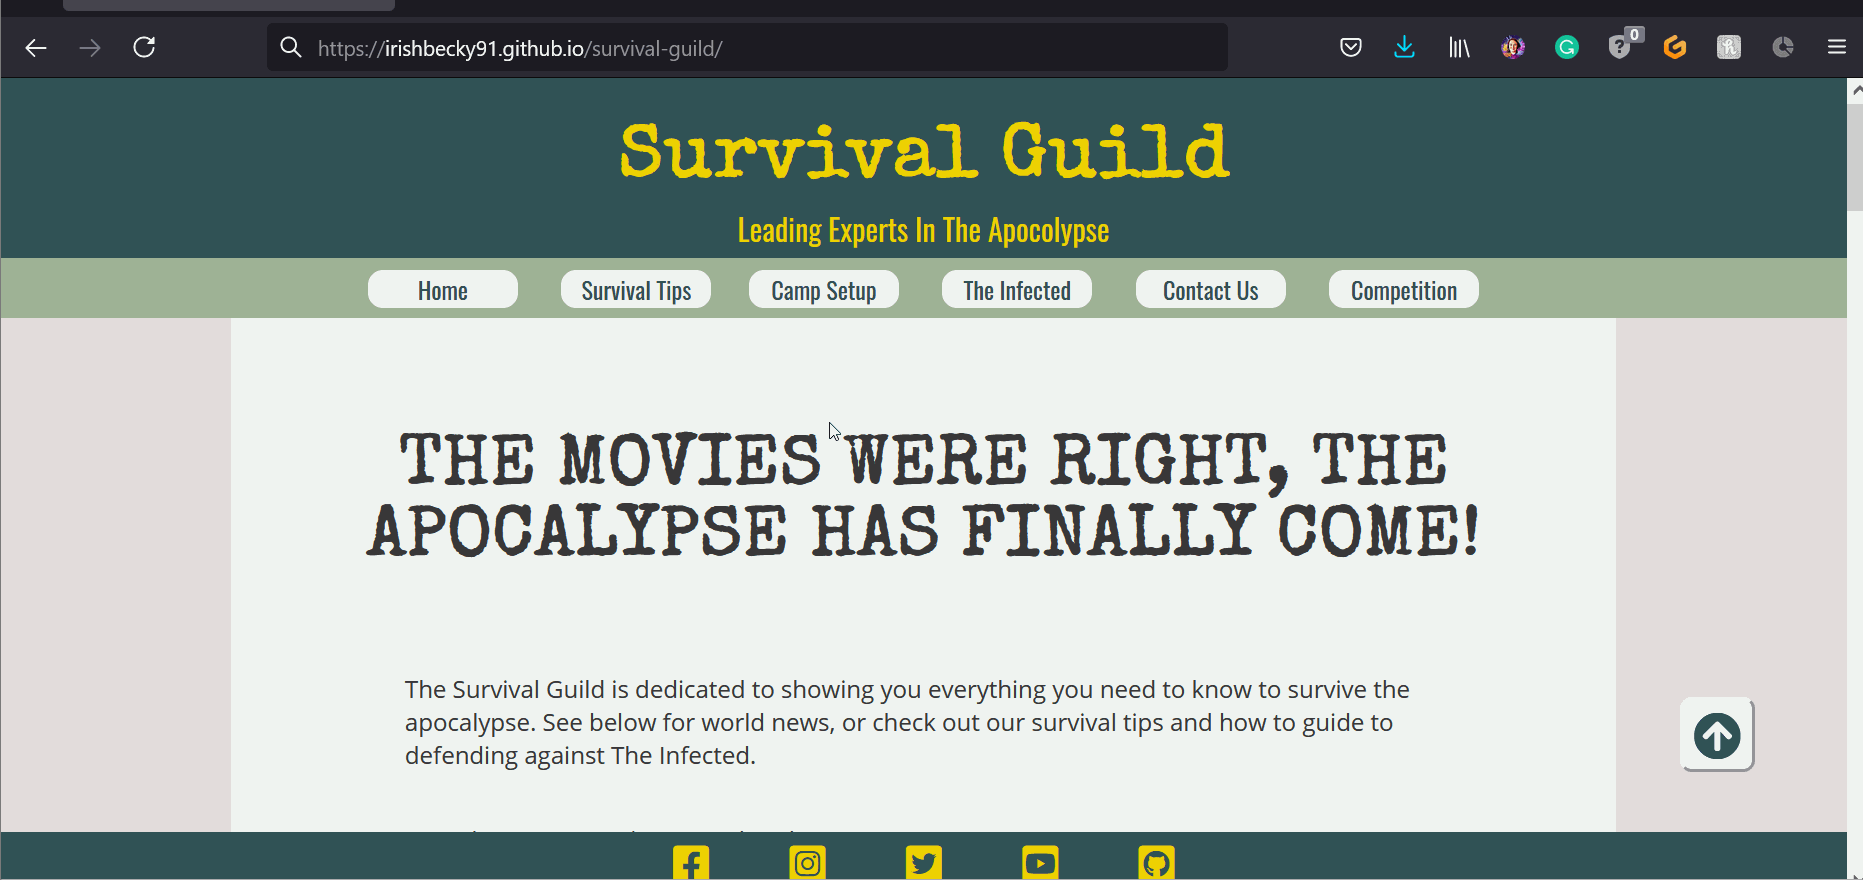 https://irishbecky91.github.io/survival-guild/
0
Survival Guild
Leading Experts In The Apocolypse
Home
Survival Tips
Camp Setup
The Infected
Contact Us
Competition
THE MOVIES WERE RIGHT, THE
APOCALYPSE HAS FINALLY COME!
The Survival Guild is dedicated to showing you everything you need to know to survive the
apocalypse. See below for world news, or check out our survival tips and how to guide to
defending against The Infected.